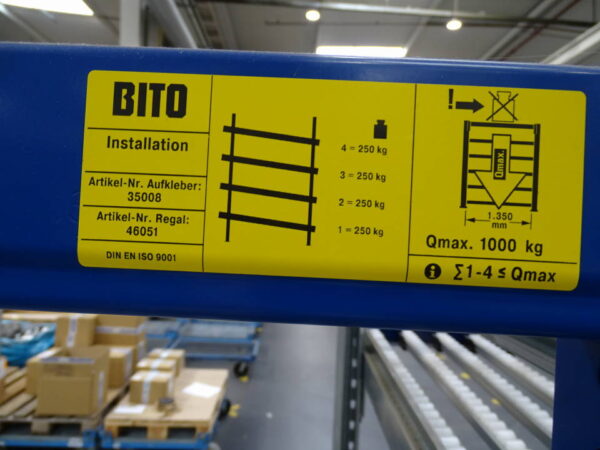 BITO
Installation
Artikel-Nr. Aufkleber:
35008
Artikel-Nr. Regal:
46051
DIN EN ISO 9001
4 = 250 kg
3 = 250 kg
2 = 250 kg
1 = 250 kg
!
Qmax.
1.350
mm
Qmax. 1000 kg
i ∑1-4 ≤ Qmax